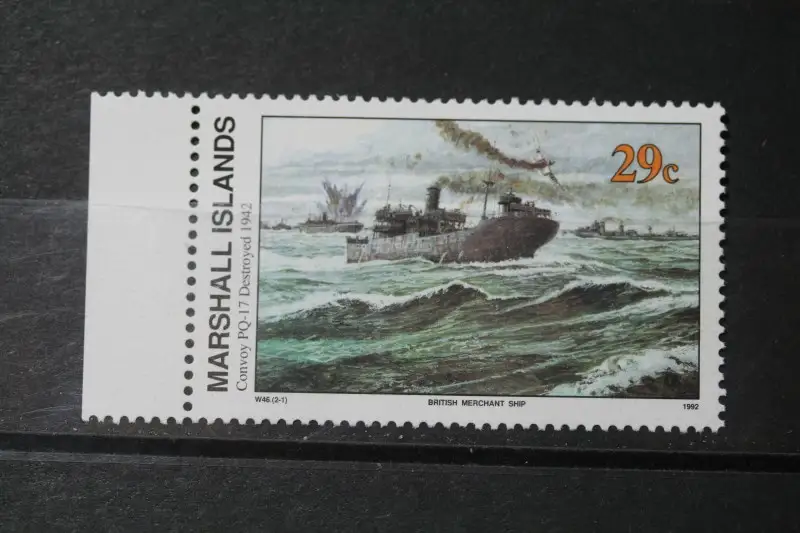 MARSHALL ISLANDS
Convoy PQ-17 Destroyed 1942
29c
W46 (2-1)
BRITISH MERCHANT SHIP
1992